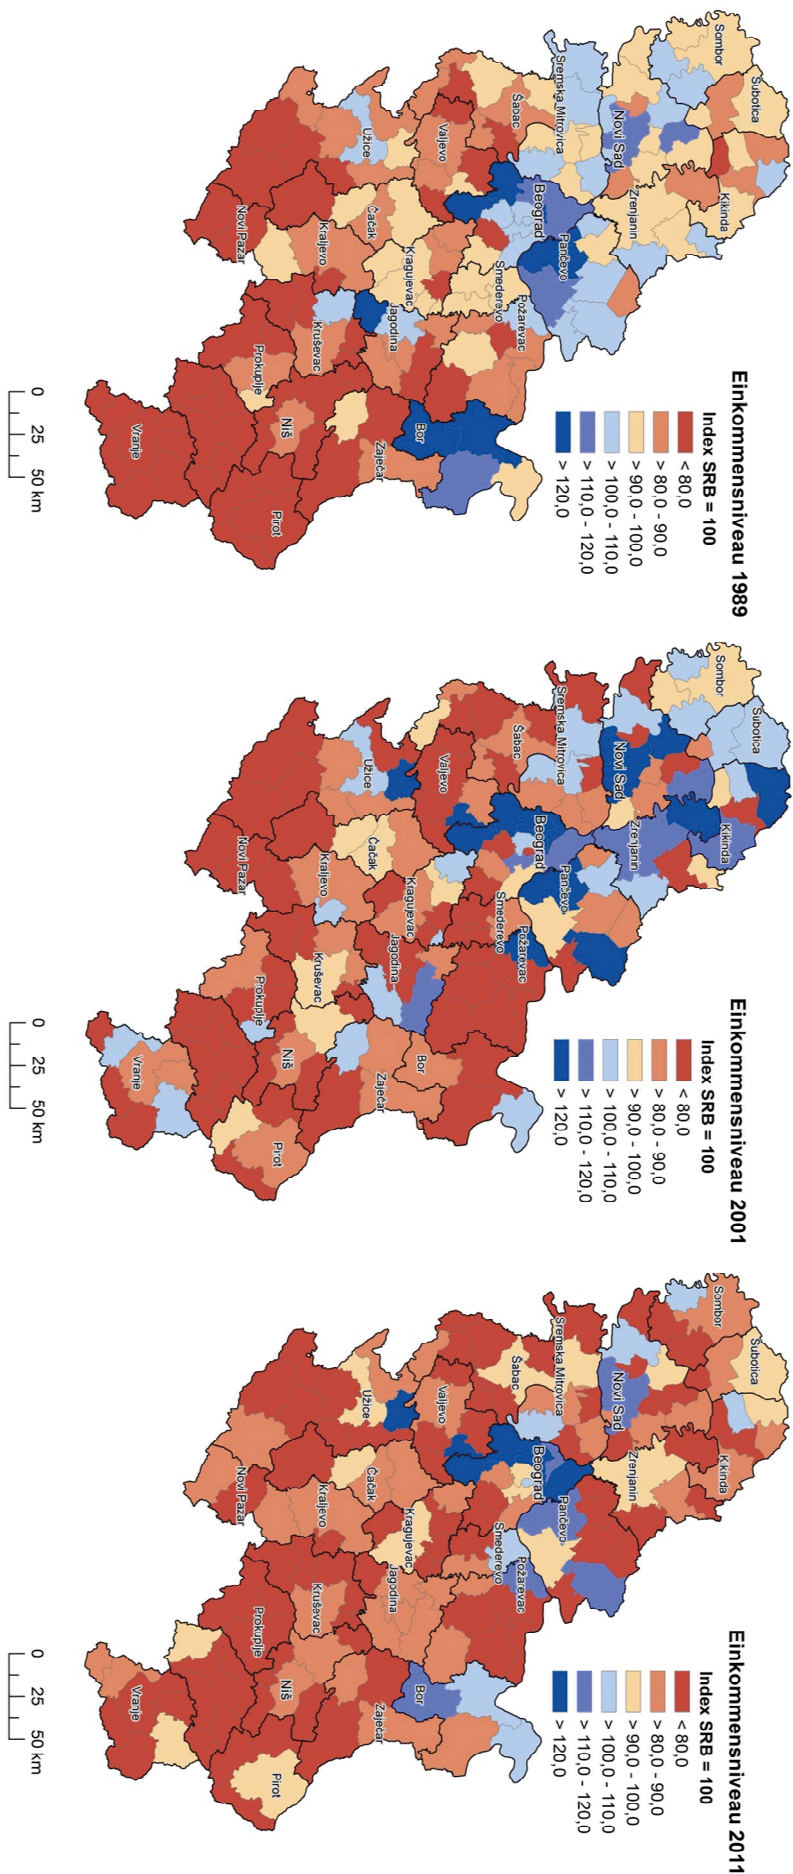 Einkommensniveau 1989
Index SRB = 100
< 80,0
> 80,0 - 90,0
> 90,0 - 100,0
> 100,0 - 110,0
> 110,0 - 120,0
> 120,0
Subotica
Sombor
Kikinda
Zrenjanin
Novi Sad
Sremska Mitrovica
Pančevo
Beograd
Požarevac
Šabac
Smederevo
Valjevo
Bor
Kragujevac
Jagodina
Zaječar
Užice
Čačak
Kraljevo
Kruševac
Niš
Pirot
Prokuplje
Novi Pazar
Vranje
0 25 50 km
Einkommensniveau 2001
Index SRB = 100
< 80,0
> 80,0 - 90,0
> 90,0 - 100,0
> 100,0 - 110,0
> 110,0 - 120,0
> 120,0
Subotica
Sombor
Kikinda
Zrenjanin
Novi Sad
Sremska Mitrovica
Pančevo
Beograd
Požarevac
Šabac
Smederevo
Valjevo
Bor
Kragujevac
Jagodina
Zaječar
Užice
Čačak
Kraljevo
Kruševac
Niš
Pirot
Prokuplje
Novi Pazar
Vranje
0 25 50 km
Einkommensniveau 2011
Index SRB = 100
< 80,0
> 80,0 - 90,0
> 90,0 - 100,0
> 100,0 - 110,0
> 110,0 - 120,0
> 120,0
Subotica
Sombor
Kikinda
Zrenjanin
Novi Sad
Sremska Mitrovica
Pančevo
Beograd
Požarevac
Šabac
Smederevo
Valjevo
Bor
Kragujevac
Jagodina
Zaječar
Užice
Čačak
Kraljevo
Kruševac
Niš
Pirot
Prokuplje
Novi Pazar
Vranje
0 25 50 km